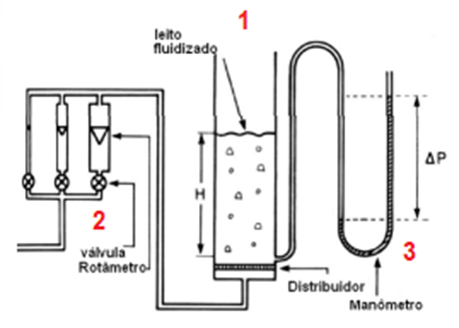 1
leito
fluidizado
H
ΔP
2
válvula
Rotâmetro
3
Distribuidor
Manômetro